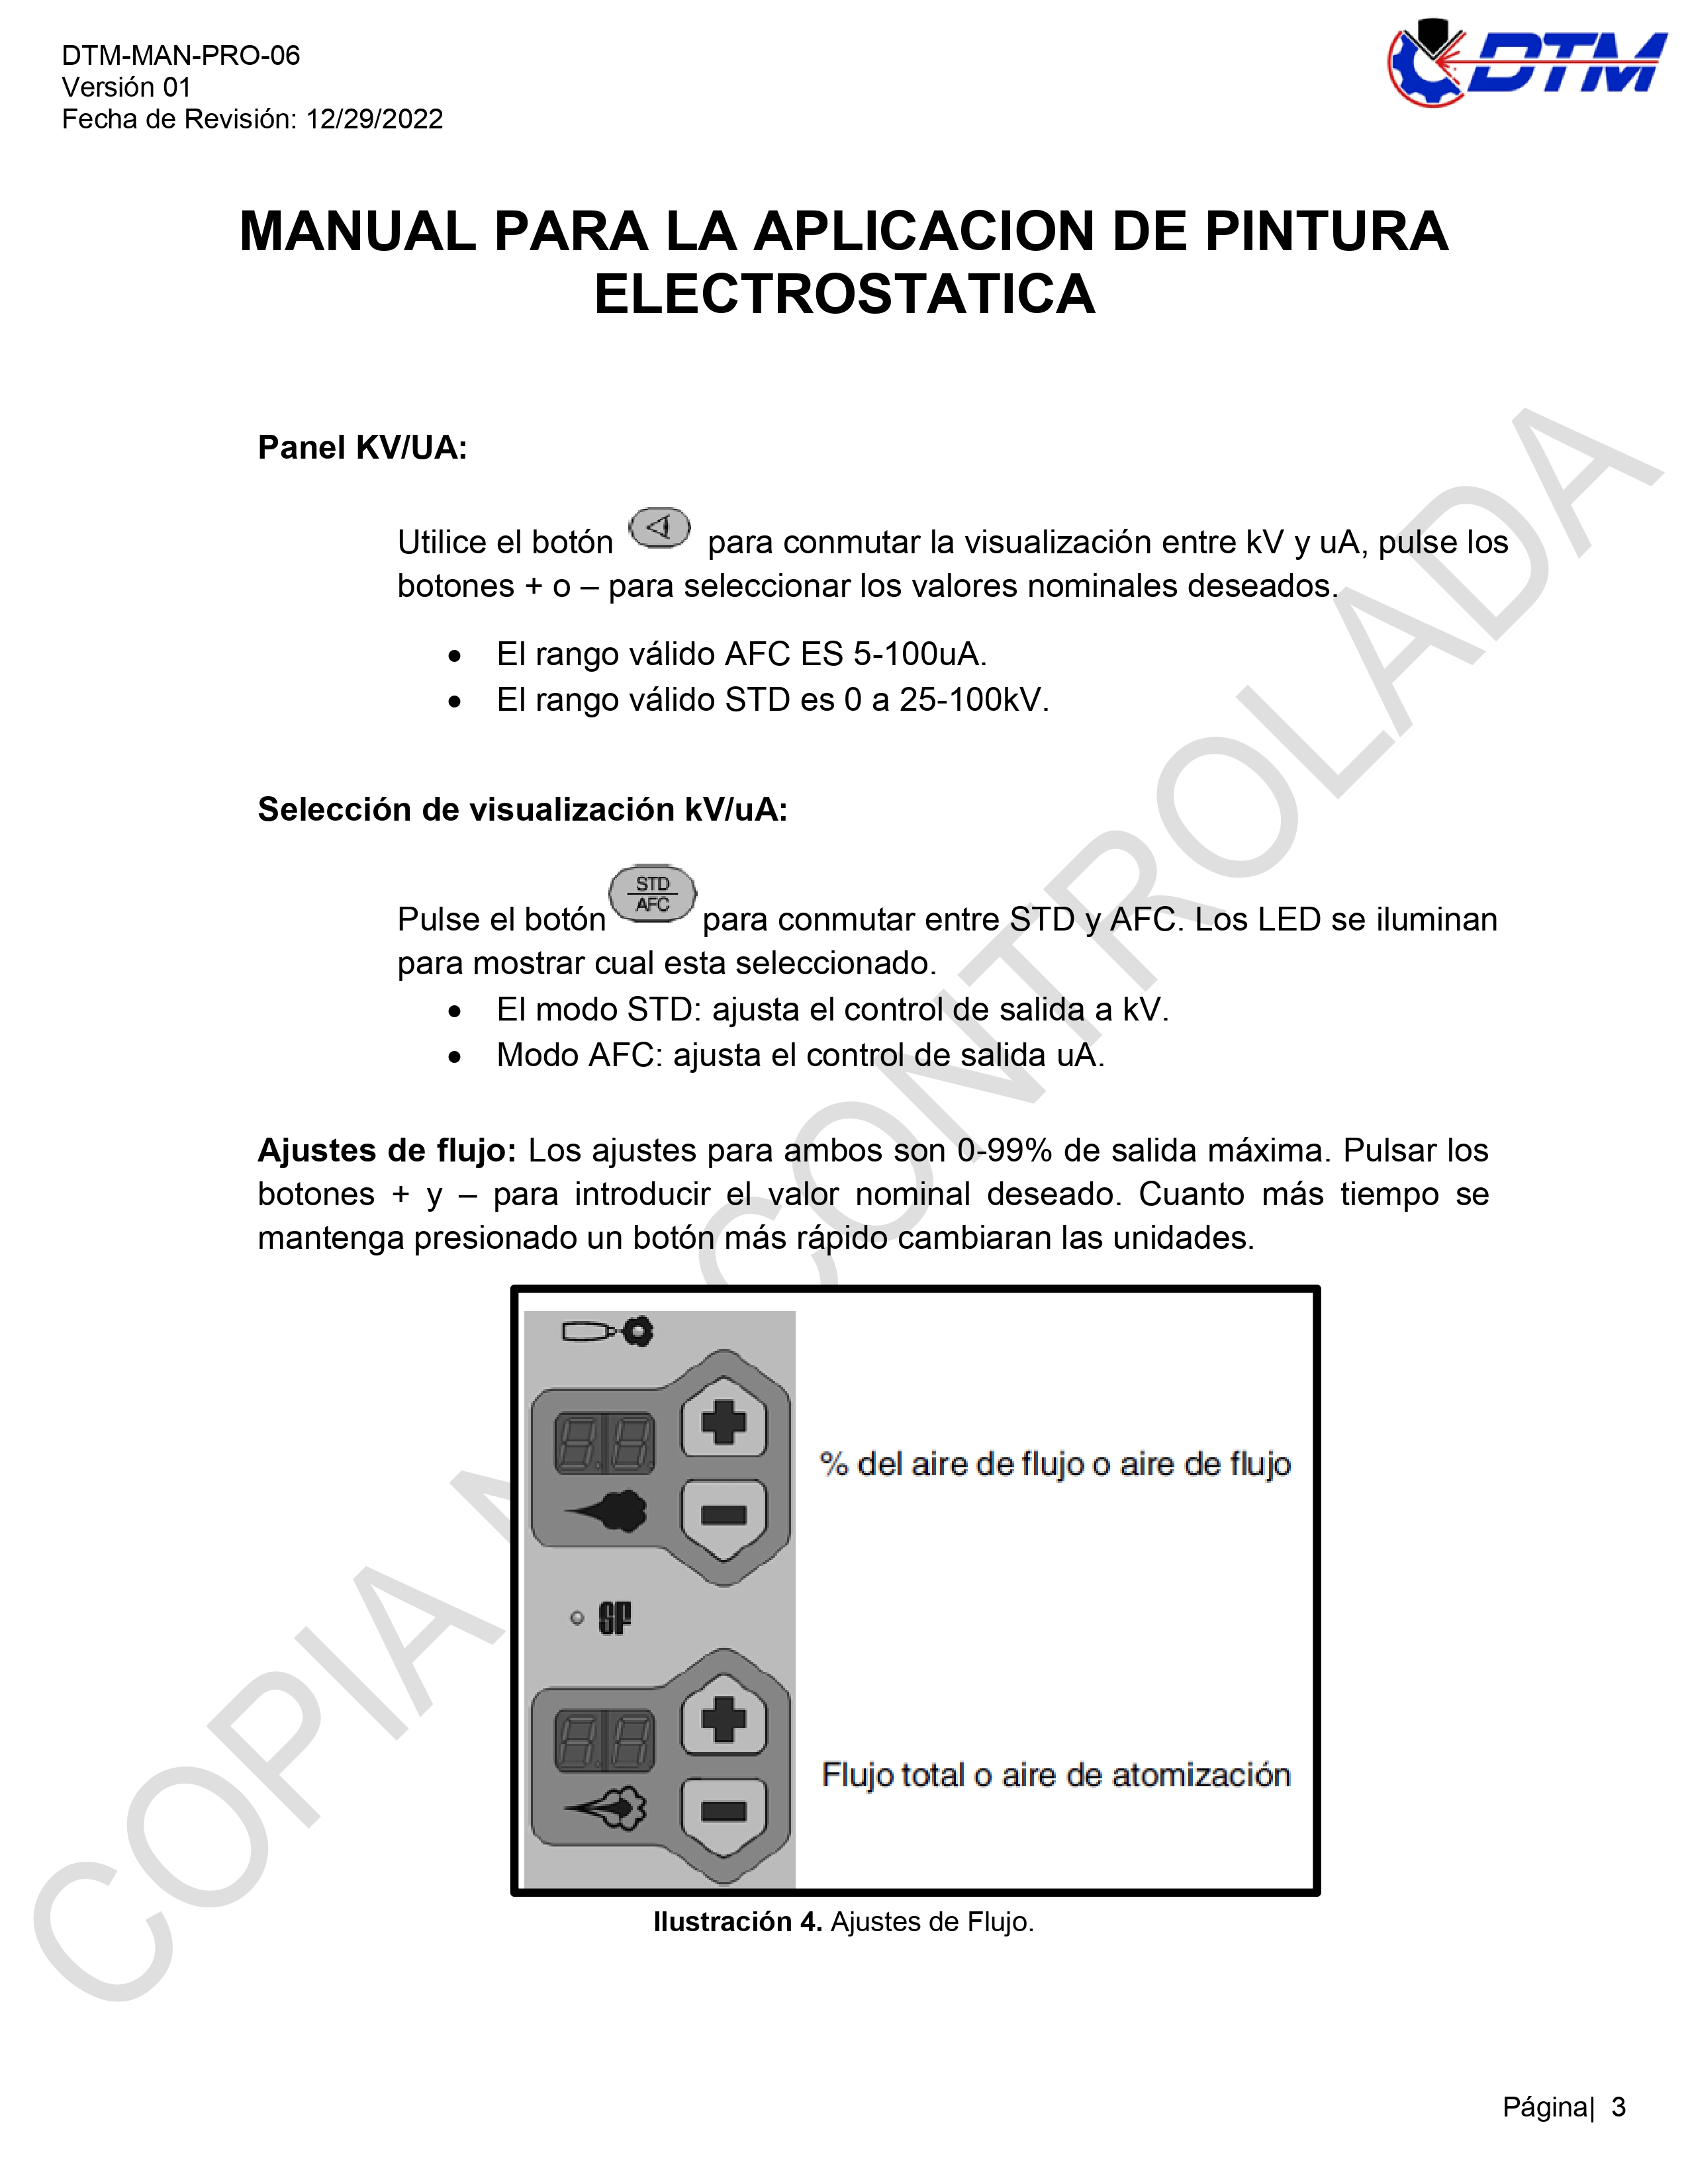 DTM-MAN-PRO-06
Versión 01
Fecha de Revisión: 12/29/2022
DTM
MANUAL PARA LA APLICACION DE PINTURA
ELECTROSTATICA
Panel KV/UA:
Utilice el botón para conmutar la visualización entre kV y uA, pulse los
botones + o – para seleccionar los valores nominales deseados.
• El rango válido AFC ES 5-100uA.
• El rango válido STD es 0 a 25-100kV.
Selección de visualización kV/uA:
STD
AFC
Pulse el botón para conmutar entre STD y AFC. Los LED se iluminan
para mostrar cual esta seleccionado.
• El modo STD: ajusta el control de salida a kV.
• Modo AFC: ajusta el control de salida uA.
Ajustes de flujo: Los ajustes para ambos son 0-99% de salida máxima. Pulsar los
botones + y – para introducir el valor nominal deseado. Cuanto más tiempo se
mantenga presionado un botón más rápido cambiaran las unidades.
% del aire de flujo o aire de flujo
SF
Flujo total o aire de atomización
Ilustración 4. Ajustes de Flujo.
COPIA N CONTROLADA
Página| 3